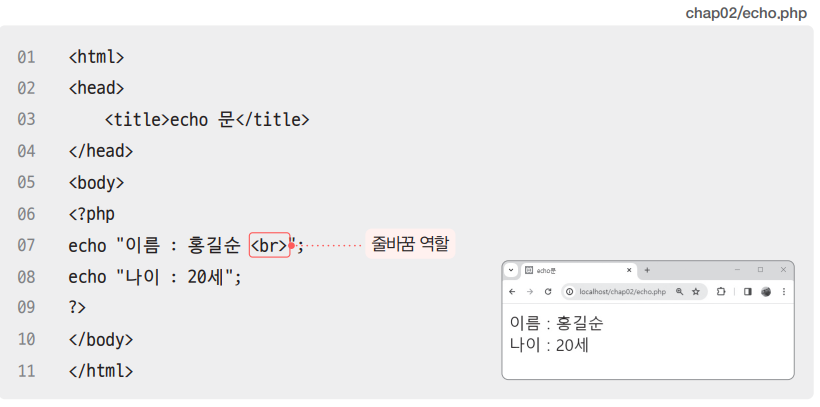 chap02/echo.php
01 <html>
02 <head>
03 <title>echo 문</title>
04 </head>
05 <body>
06 <?php
07 echo "이름 : 홍길순 <br>"; 줄바꿈 역할
08 echo "나이 : 20세";
09 ?>
10 </body>
11 </html>
echo문
localhost/chap02/echo.php
이름 : 홍길순
나이 : 20세